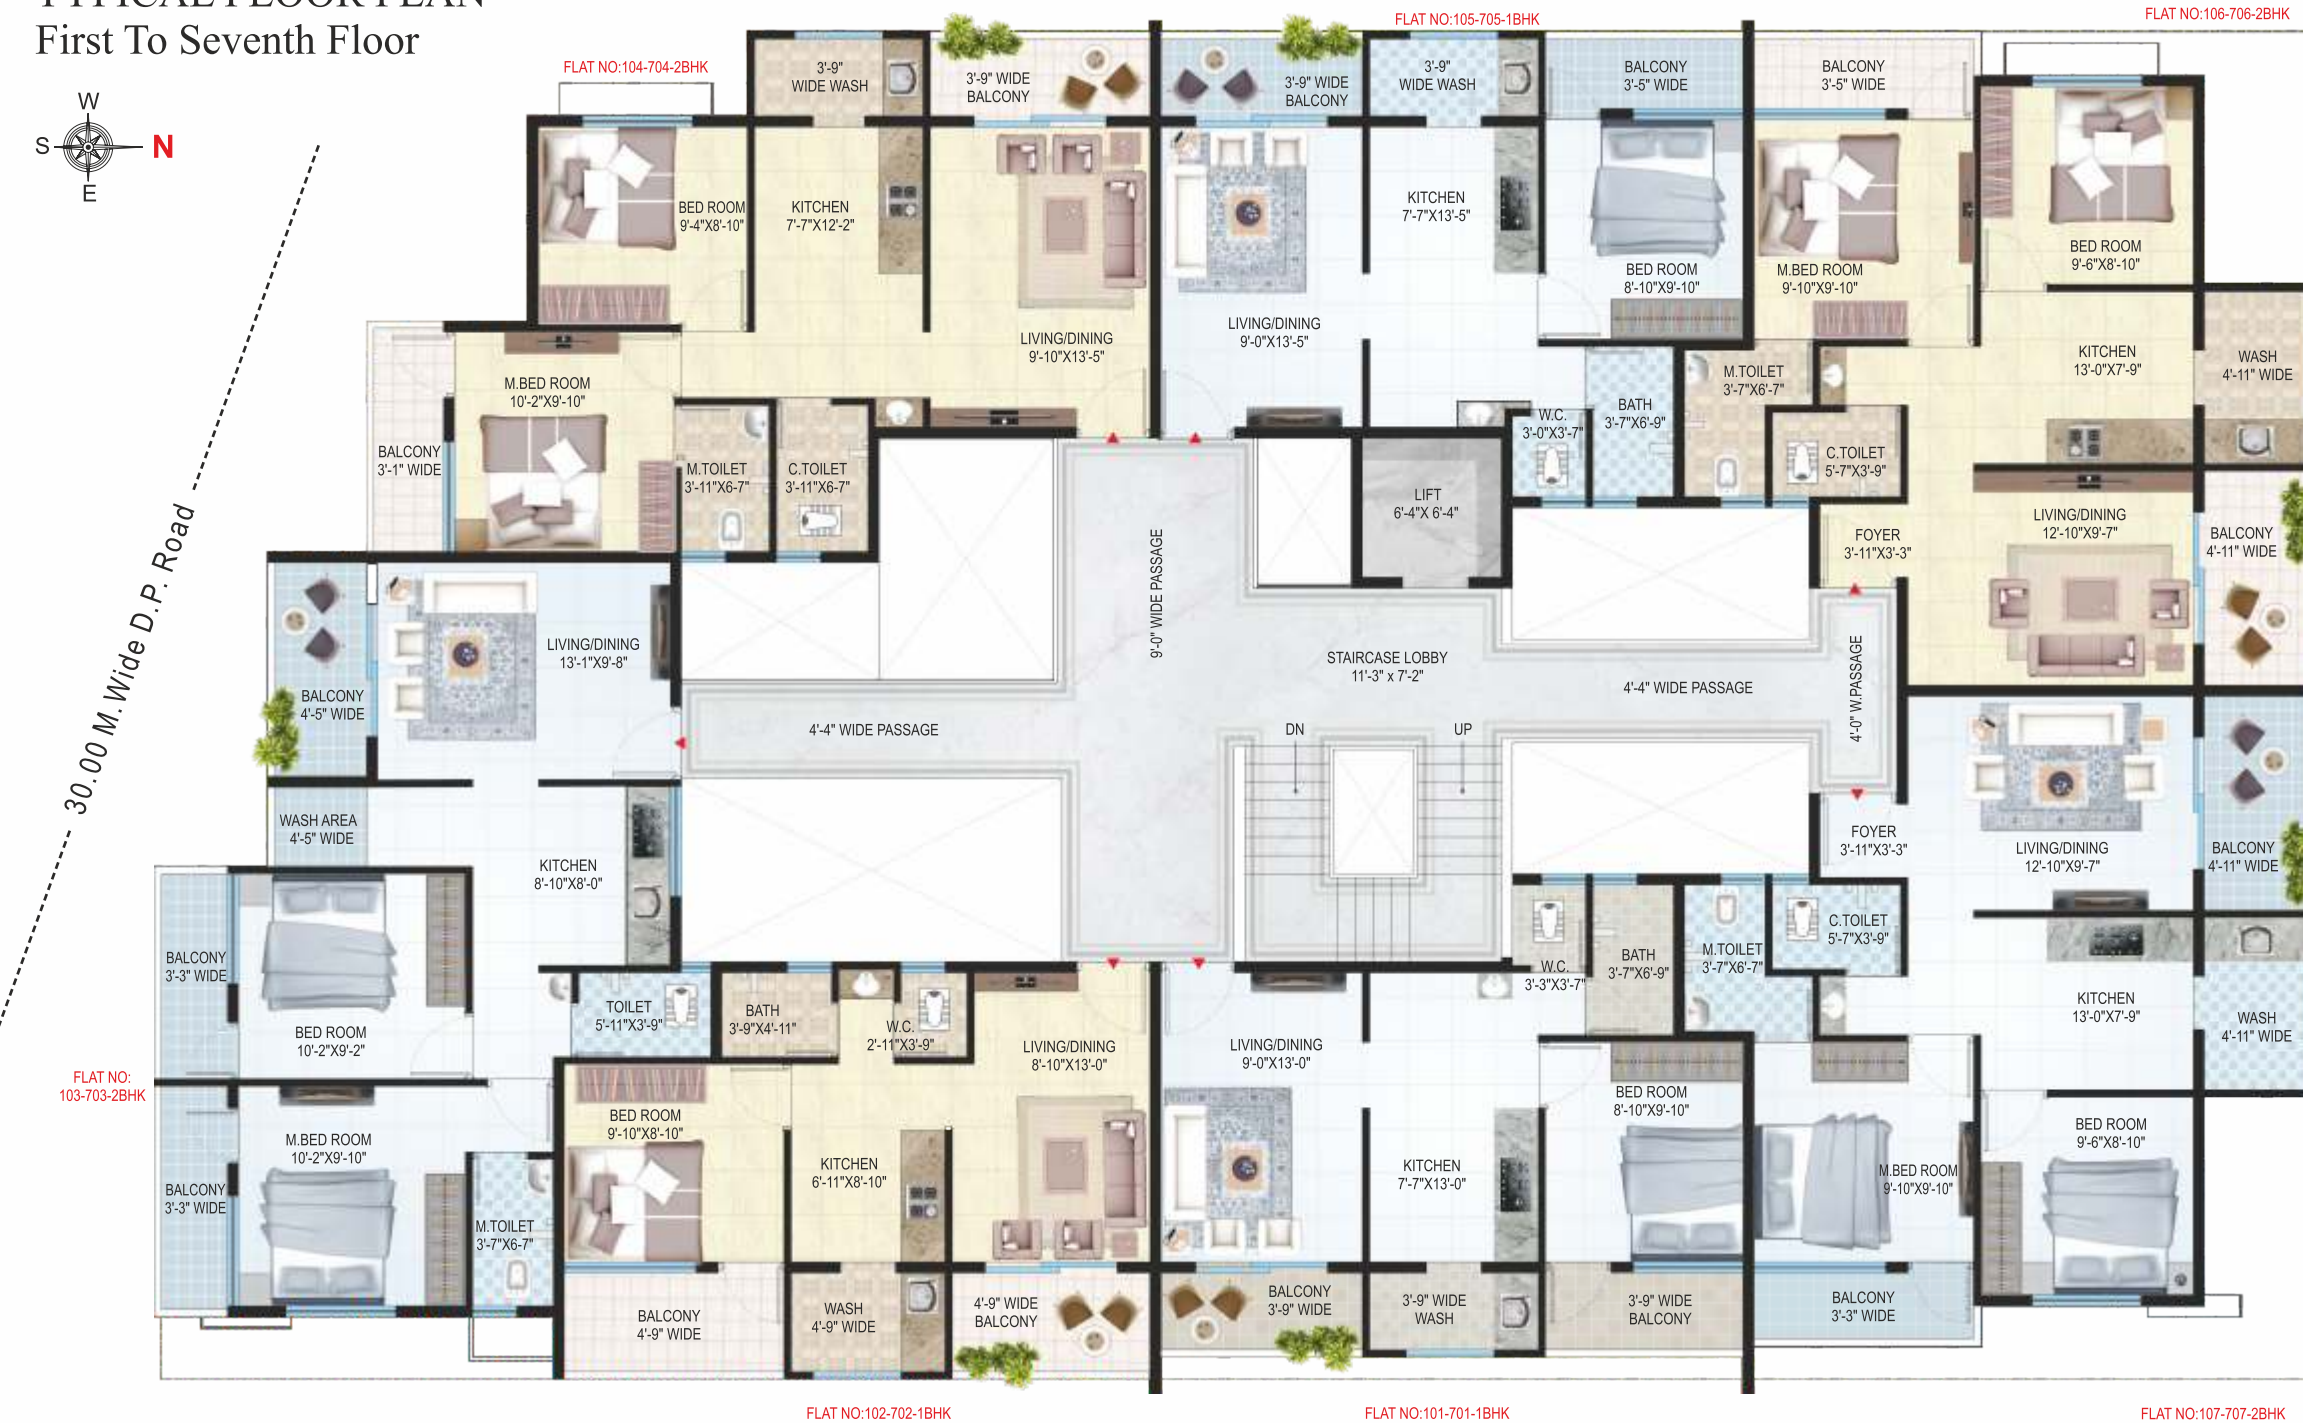 TYPICAL FLOOR PLAN
First To Seventh Floor
W
S
N
E
30.00 M.Wide D.P. Road
FLAT NO:104-704-2BHK
3'-9"
WIDE WASH
3'-9" WIDE
BALCONY
BED ROOM
9'-4"X8'-10"
KITCHEN
7'-7"X12'-2"
LIVING/DINING
9'-10"X13'-5"
M.BED ROOM
10'-2"X9'-10"
BALCONY
3'-1" WIDE
M.TOILET
3'-11"X6-7"
C.TOILET
3'-11"X6-7"
FLAT NO:105-705-1BHK
3'-9" WIDE
BALCONY
3'-9"
WIDE WASH
BALCONY
3'-5" WIDE
KITCHEN
7'-7"X13'-5"
BED ROOM
8'-10"X9'-10"
LIVING/DINING
9'-0"X13'-5"
W.C.
3'-0"X3'-7"
BATH
3'-7"X6'-9"
LIFT
6'-4"X 6'-4"
FLAT NO:106-706-2BHK
BALCONY
3'-5" WIDE
M.BED ROOM
9'-10"X9'-10"
BED ROOM
9'-6"X8'-10"
KITCHEN
13'-0"X7'-9"
WASH
4'-11" WIDE
M.TOILET
3'-7"X6'-7"
C.TOILET
5'-7"X3'-9"
FOYER
3'-11"X3'-3"
LIVING/DINING
12'-10"X9'-7"
BALCONY
4'-11" WIDE
9'-0" WIDE PASSAGE
STAIRCASE LOBBY
11'-3" x 7'-2"
4'-4" WIDE PASSAGE
4'-4" WIDE PASSAGE
4'-0" W.PASSAGE
DN
UP
LIVING/DINING
13'-1"X9'-8"
BALCONY
4'-5" WIDE
WASH AREA
4'-5" WIDE
KITCHEN
8'-10"X8'-0"
BALCONY
3'-3" WIDE
BED ROOM
10'-2"X9'-2"
TOILET
5'-11"X3'-9"
FLAT NO:
103-703-2BHK
M.BED ROOM
10'-2"X9'-10"
BALCONY
3'-3" WIDE
M.TOILET
3'-7"X6-7"
BATH
3'-9"X4'-11"
W.C.
2'-11"X3'-9"
LIVING/DINING
8'-10"X13'-0"
BED ROOM
9'-10"X8'-10"
KITCHEN
6'-11"X8'-10"
BALCONY
4'-9" WIDE
WASH
4'-9" WIDE
4'-9" WIDE
BALCONY
FLAT NO:102-702-1BHK
LIVING/DINING
9'-0"X13'-0"
W.C.
3'-3"X3'-7"
BATH
3'-7"X6'-9"
BED ROOM
8'-10"X9'-10"
KITCHEN
7'-7"X13'-0"
BALCONY
3'-9" WIDE
3'-9" WIDE
WASH
3'-9" WIDE
BALCONY
FLAT NO:101-701-1BHK
FOYER
3'-11"X3'-3"
LIVING/DINING
12'-10"X9'-7"
BALCONY
4'-11" WIDE
C.TOILET
5'-7"X3'-9"
M.TOILET
3'-7"X6'-7"
KITCHEN
13'-0"X7'-9"
WASH
4'-11" WIDE
M.BED ROOM
9'-10"X9'-10"
BED ROOM
9'-6"X8'-10"
BALCONY
3'-3" WIDE
FLAT NO:107-707-2BHK